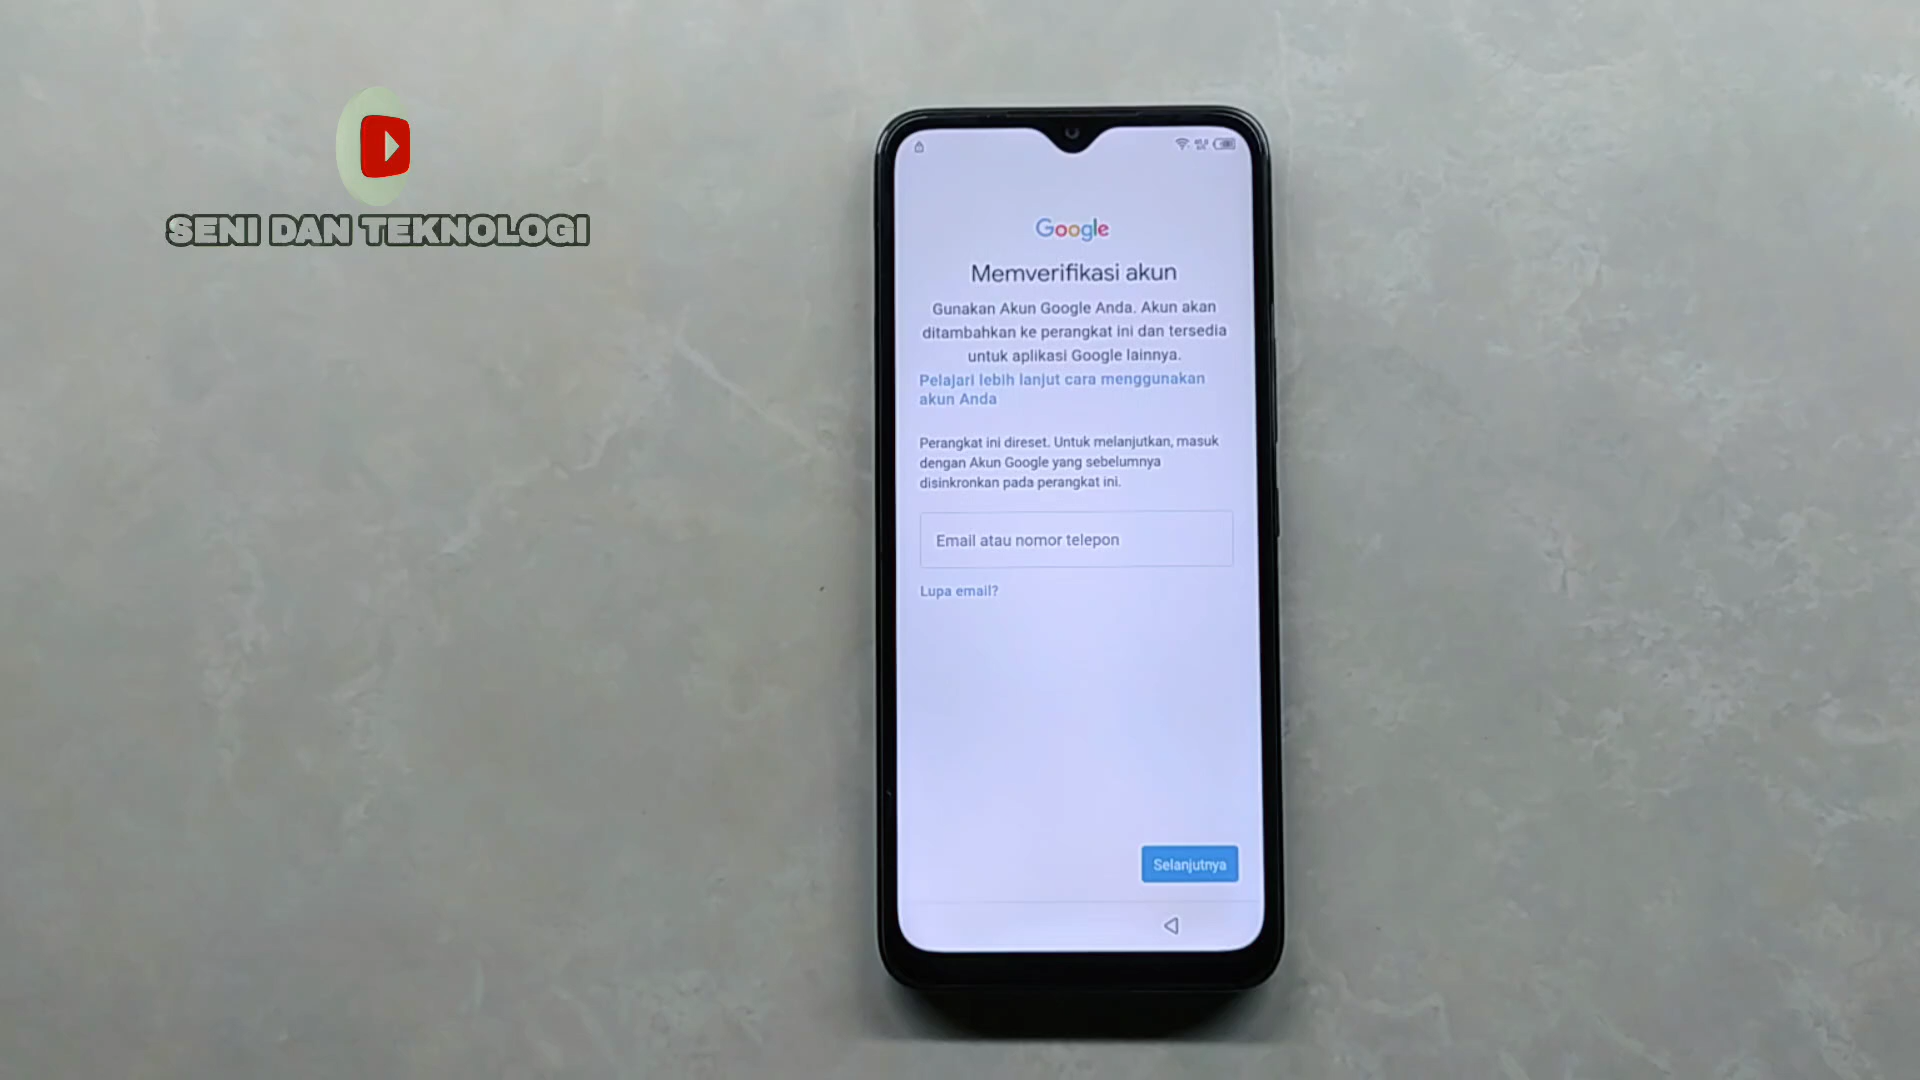 SENI DAN TEKNOLOGI
Google
Memverifikasi akun
Gunakan Akun Google Anda. Akun akan
ditambahkan ke perangkat ini dan tersedia
untuk aplikasi Google lainnya.
Pelajari lebih lanjut cara menggunakan
akun Anda
Perangkat ini direset. Untuk melanjutkan, masuk
dengan Akun Google yang sebelumnya
disinkronkan pada perangkat ini.
Email atau nomor telepon
Lupa email?
Selanjutnya